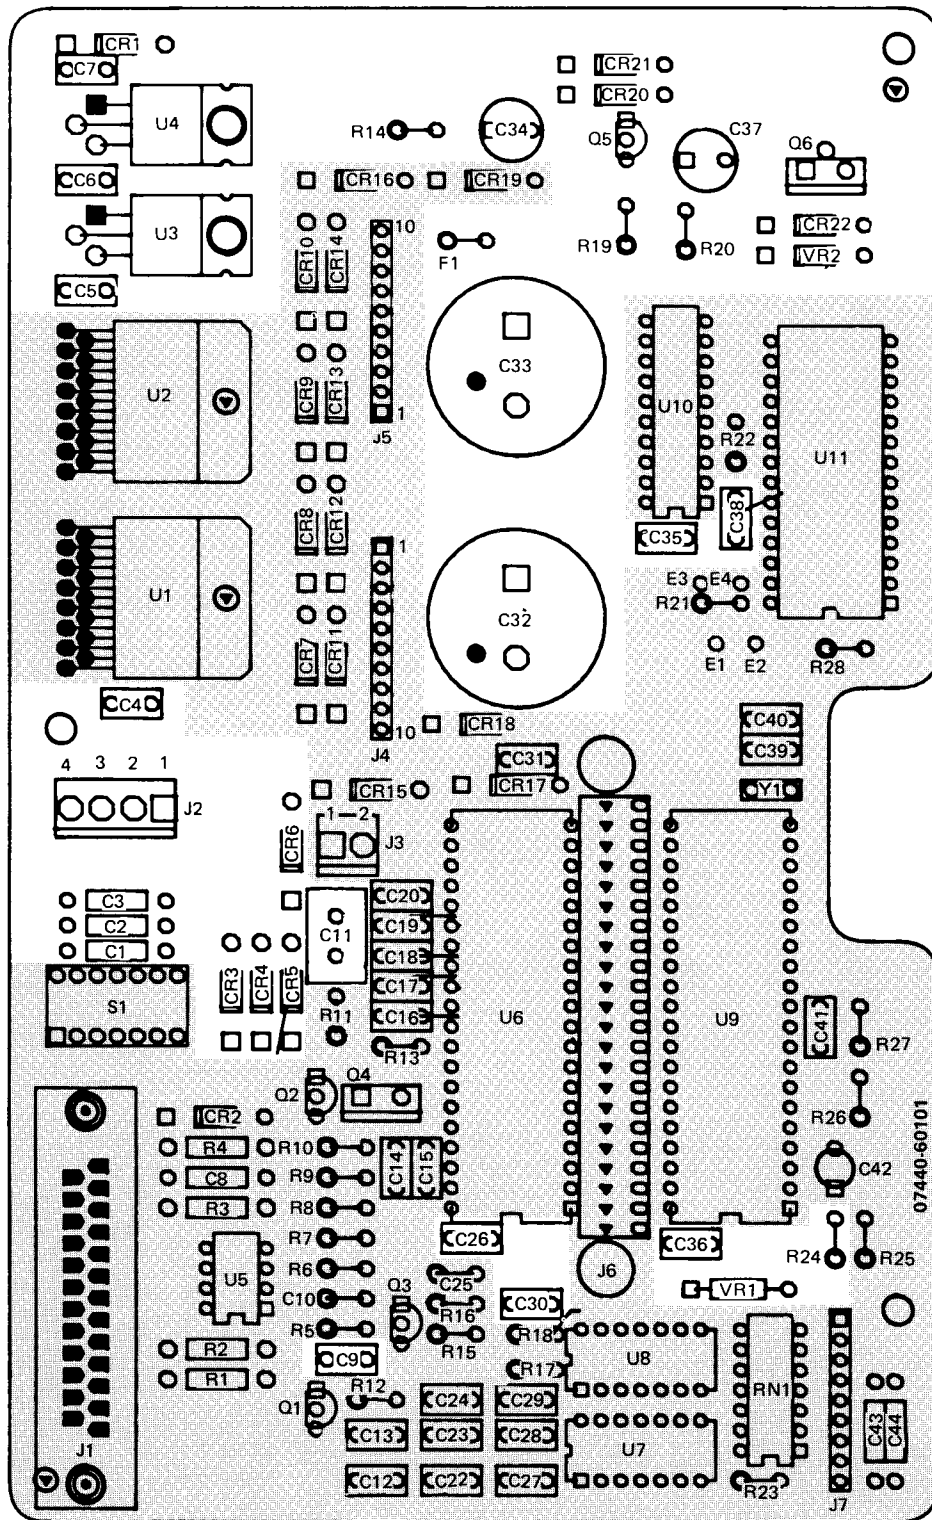 CR1
C7
U4
C6
U3
C5
R14
C34
CR21
CR20
Q5
C37
Q6
CR16
CR19
CR10
CR14
10
F1
R19
R20
CR22
VR2
U2
CR9
CR13
1
J5
C33
U10
R22
U11
C38
C35
CR8
CR12
1
U1
C32
E3
E4
R21
E1
E2
R28
CR7
CR11
C4
10
J4
CR18
C40
C39
C31
CR17
Y1
4 3 2 1
J2
CR15
1 2
J3
CR6
C3
C2
C1
S1
C20
C19
C18
C17
C16
C11
CR3
CR4
CR5
R11
R13
U6
U9
C41
R27
R26
Q2
Q4
CR2
R4
C8
R3
R10
R9
R8
R7
R6
C10
R5
C14
C15
C42
07440-60101
C26
C36
J6
R24
R25
U5
Q3
C25
R16
R15
C30
R18
R17
VR1
U8
RN1
R2
R1
C9
R12
Q1
C24
C29
C13
C23
C28
U7
C43
C44
J1
C12
C22
C27
R23
J7